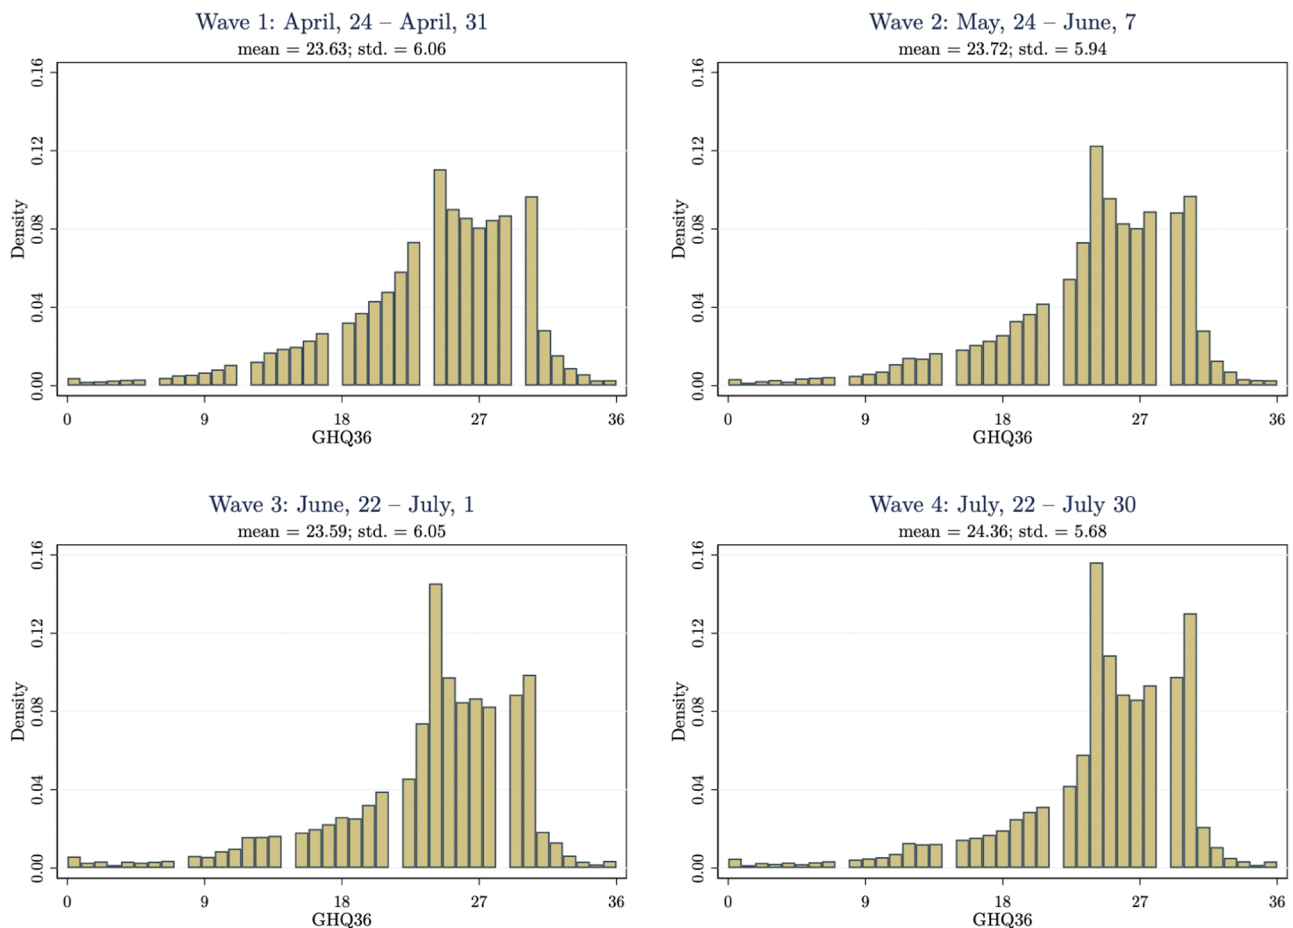 Wave 1: April, 24 – April, 31
mean = 23.63; std. = 6.06
0.16
0.12
0.08
0.04
0.00
Density
0 9 18 27 36
GHQ36
Wave 2: May, 24 – June, 7
mean = 23.72; std. = 5.94
0.16
0.12
0.08
0.04
0.00
Density
0 9 18 27 36
GHQ36
Wave 3: June, 22 – July, 1
mean = 23.59; std. = 6.05
0.16
0.12
0.08
0.04
0.00
Density
0 9 18 27 36
GHQ36
Wave 4: July, 22 – July 30
mean = 24.36; std. = 5.68
0.16
0.12
0.08
0.04
0.00
Density
0 9 18 27 36
GHQ36